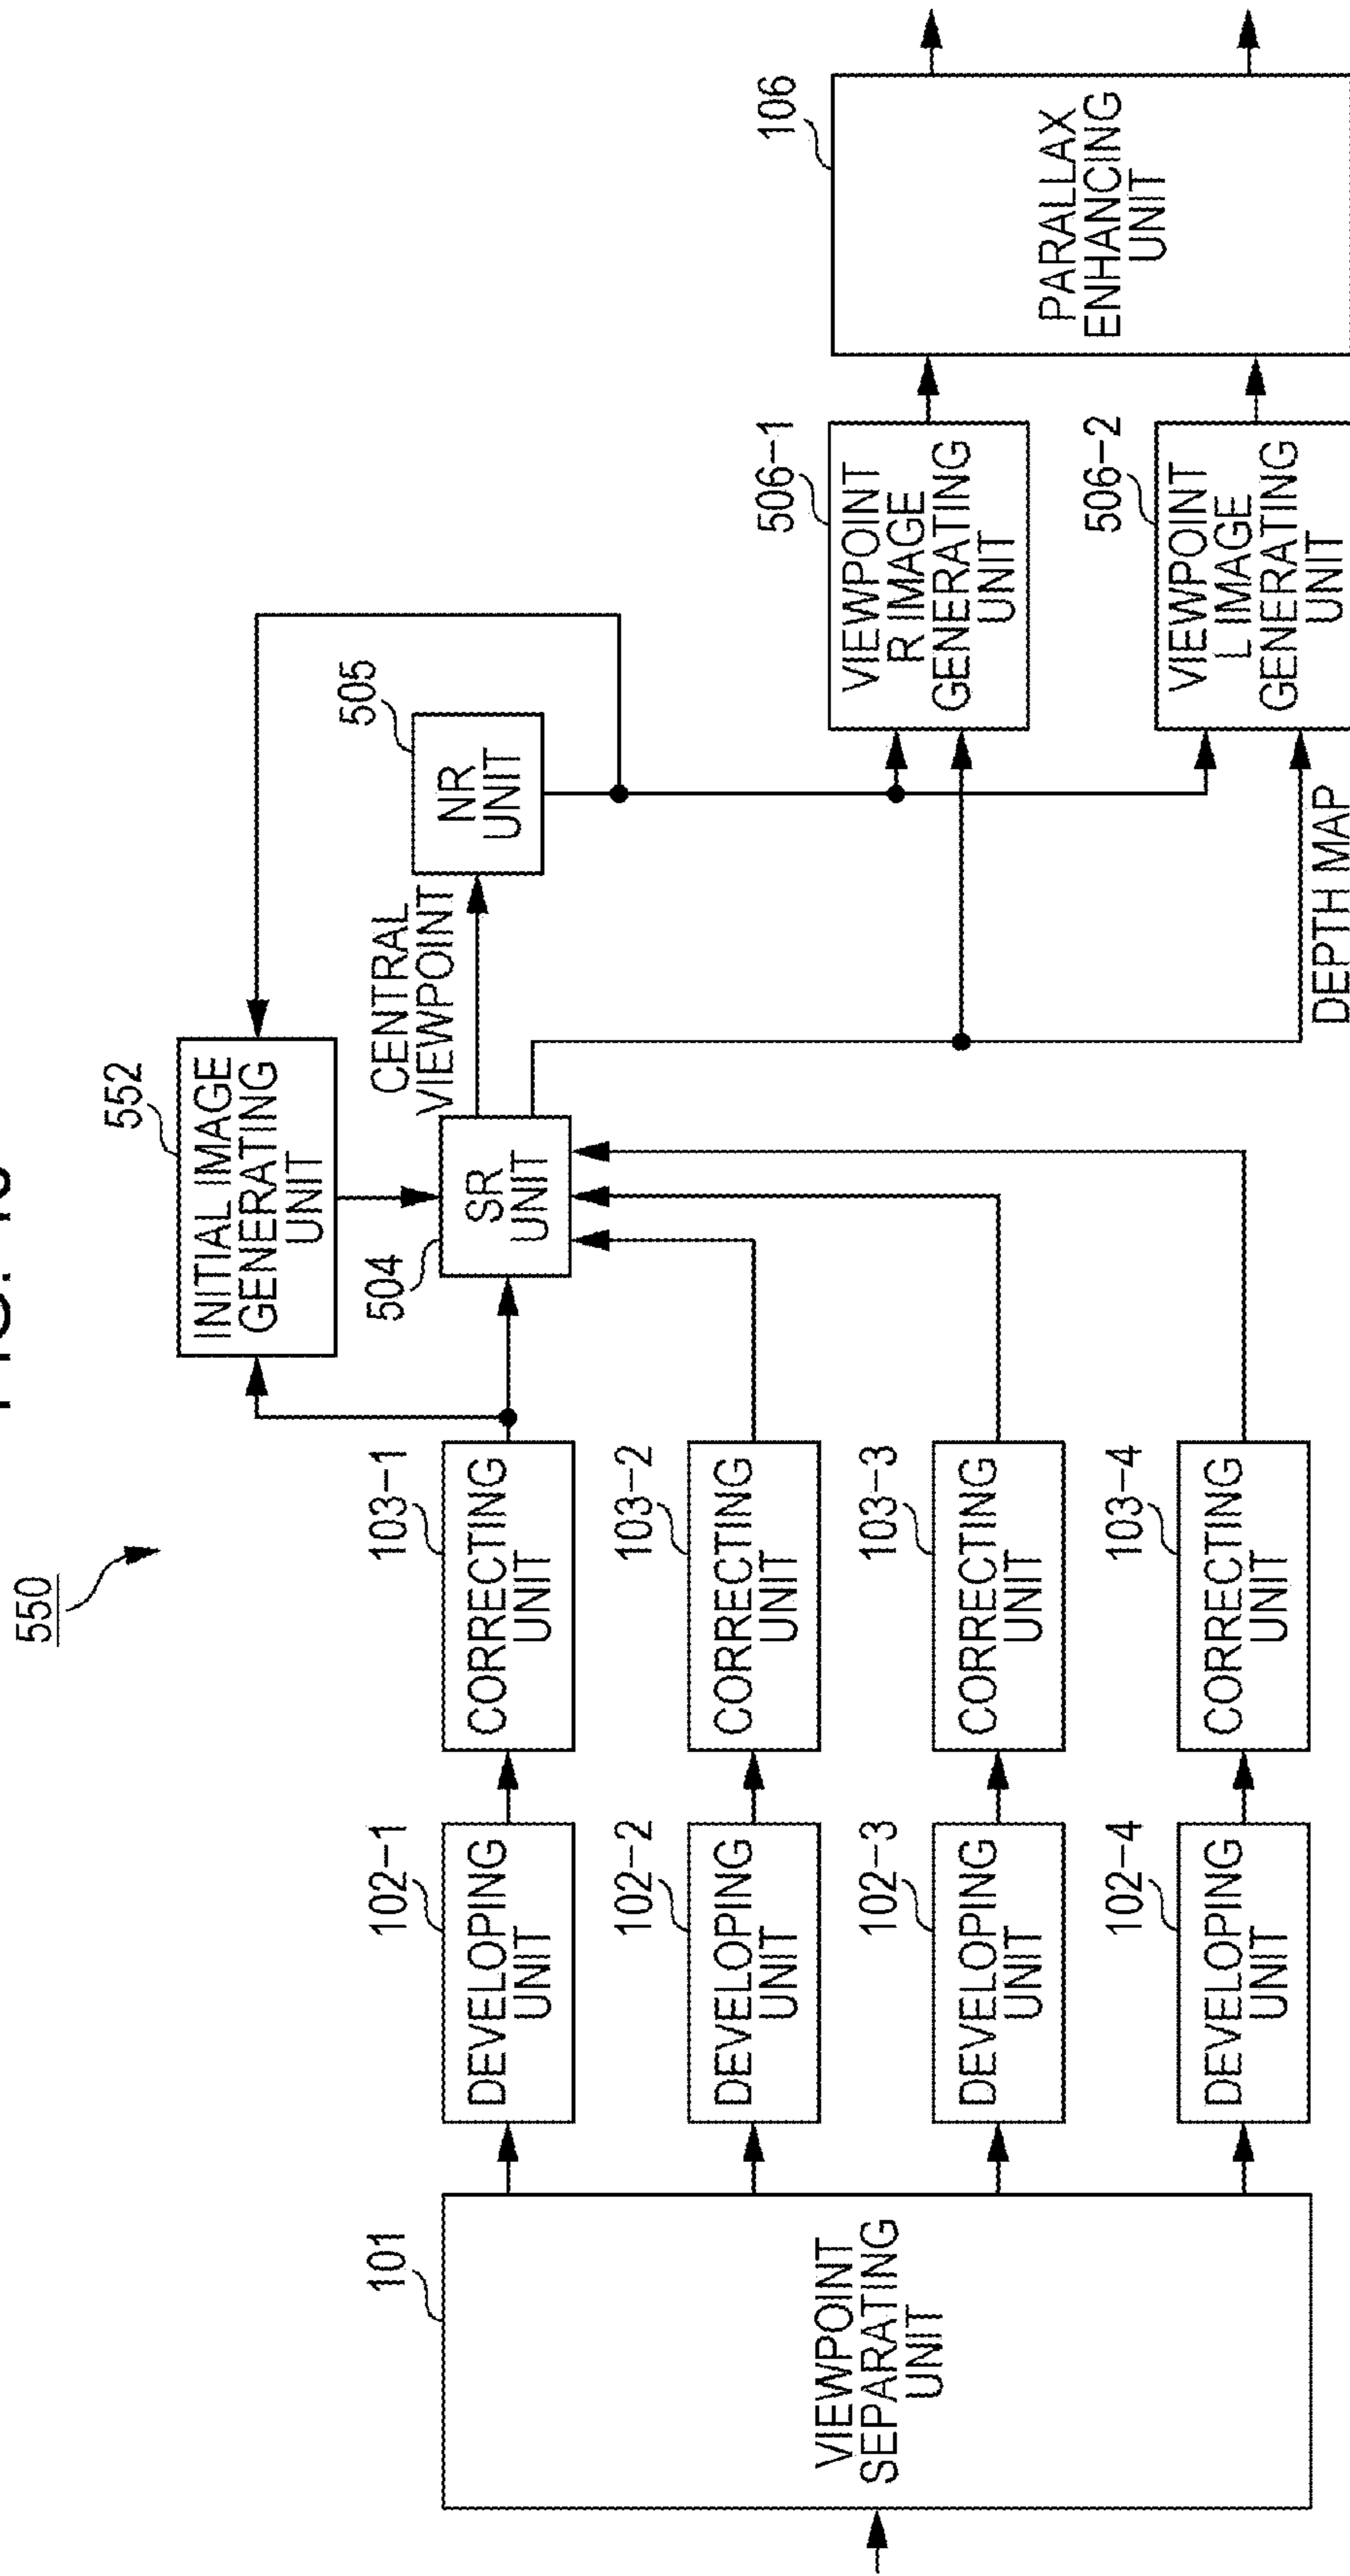 FIG.
550
101
VIEWPOINT
SEPARATING
UNIT
102-1
DEVELOPING
UNIT
102-2
DEVELOPING
UNIT
102-3
DEVELOPING
UNIT
102-4
DEVELOPING
UNIT
103-1
CORRECTING
UNIT
103-2
CORRECTING
UNIT
103-3
CORRECTING
UNIT
103-4
CORRECTING
UNIT
552
INITIAL IMAGE
GENERATING
UNIT
504
SR
UNIT
CENTRAL
VIEWPOINT
505
NR
UNIT
DEPTH MAP
506-1
VIEWPOINT
R IMAGE
GENERATING
UNIT
506-2
VIEWPOINT
L IMAGE
GENERATING
UNIT
106
PARALLAX
ENHANCING
UNIT